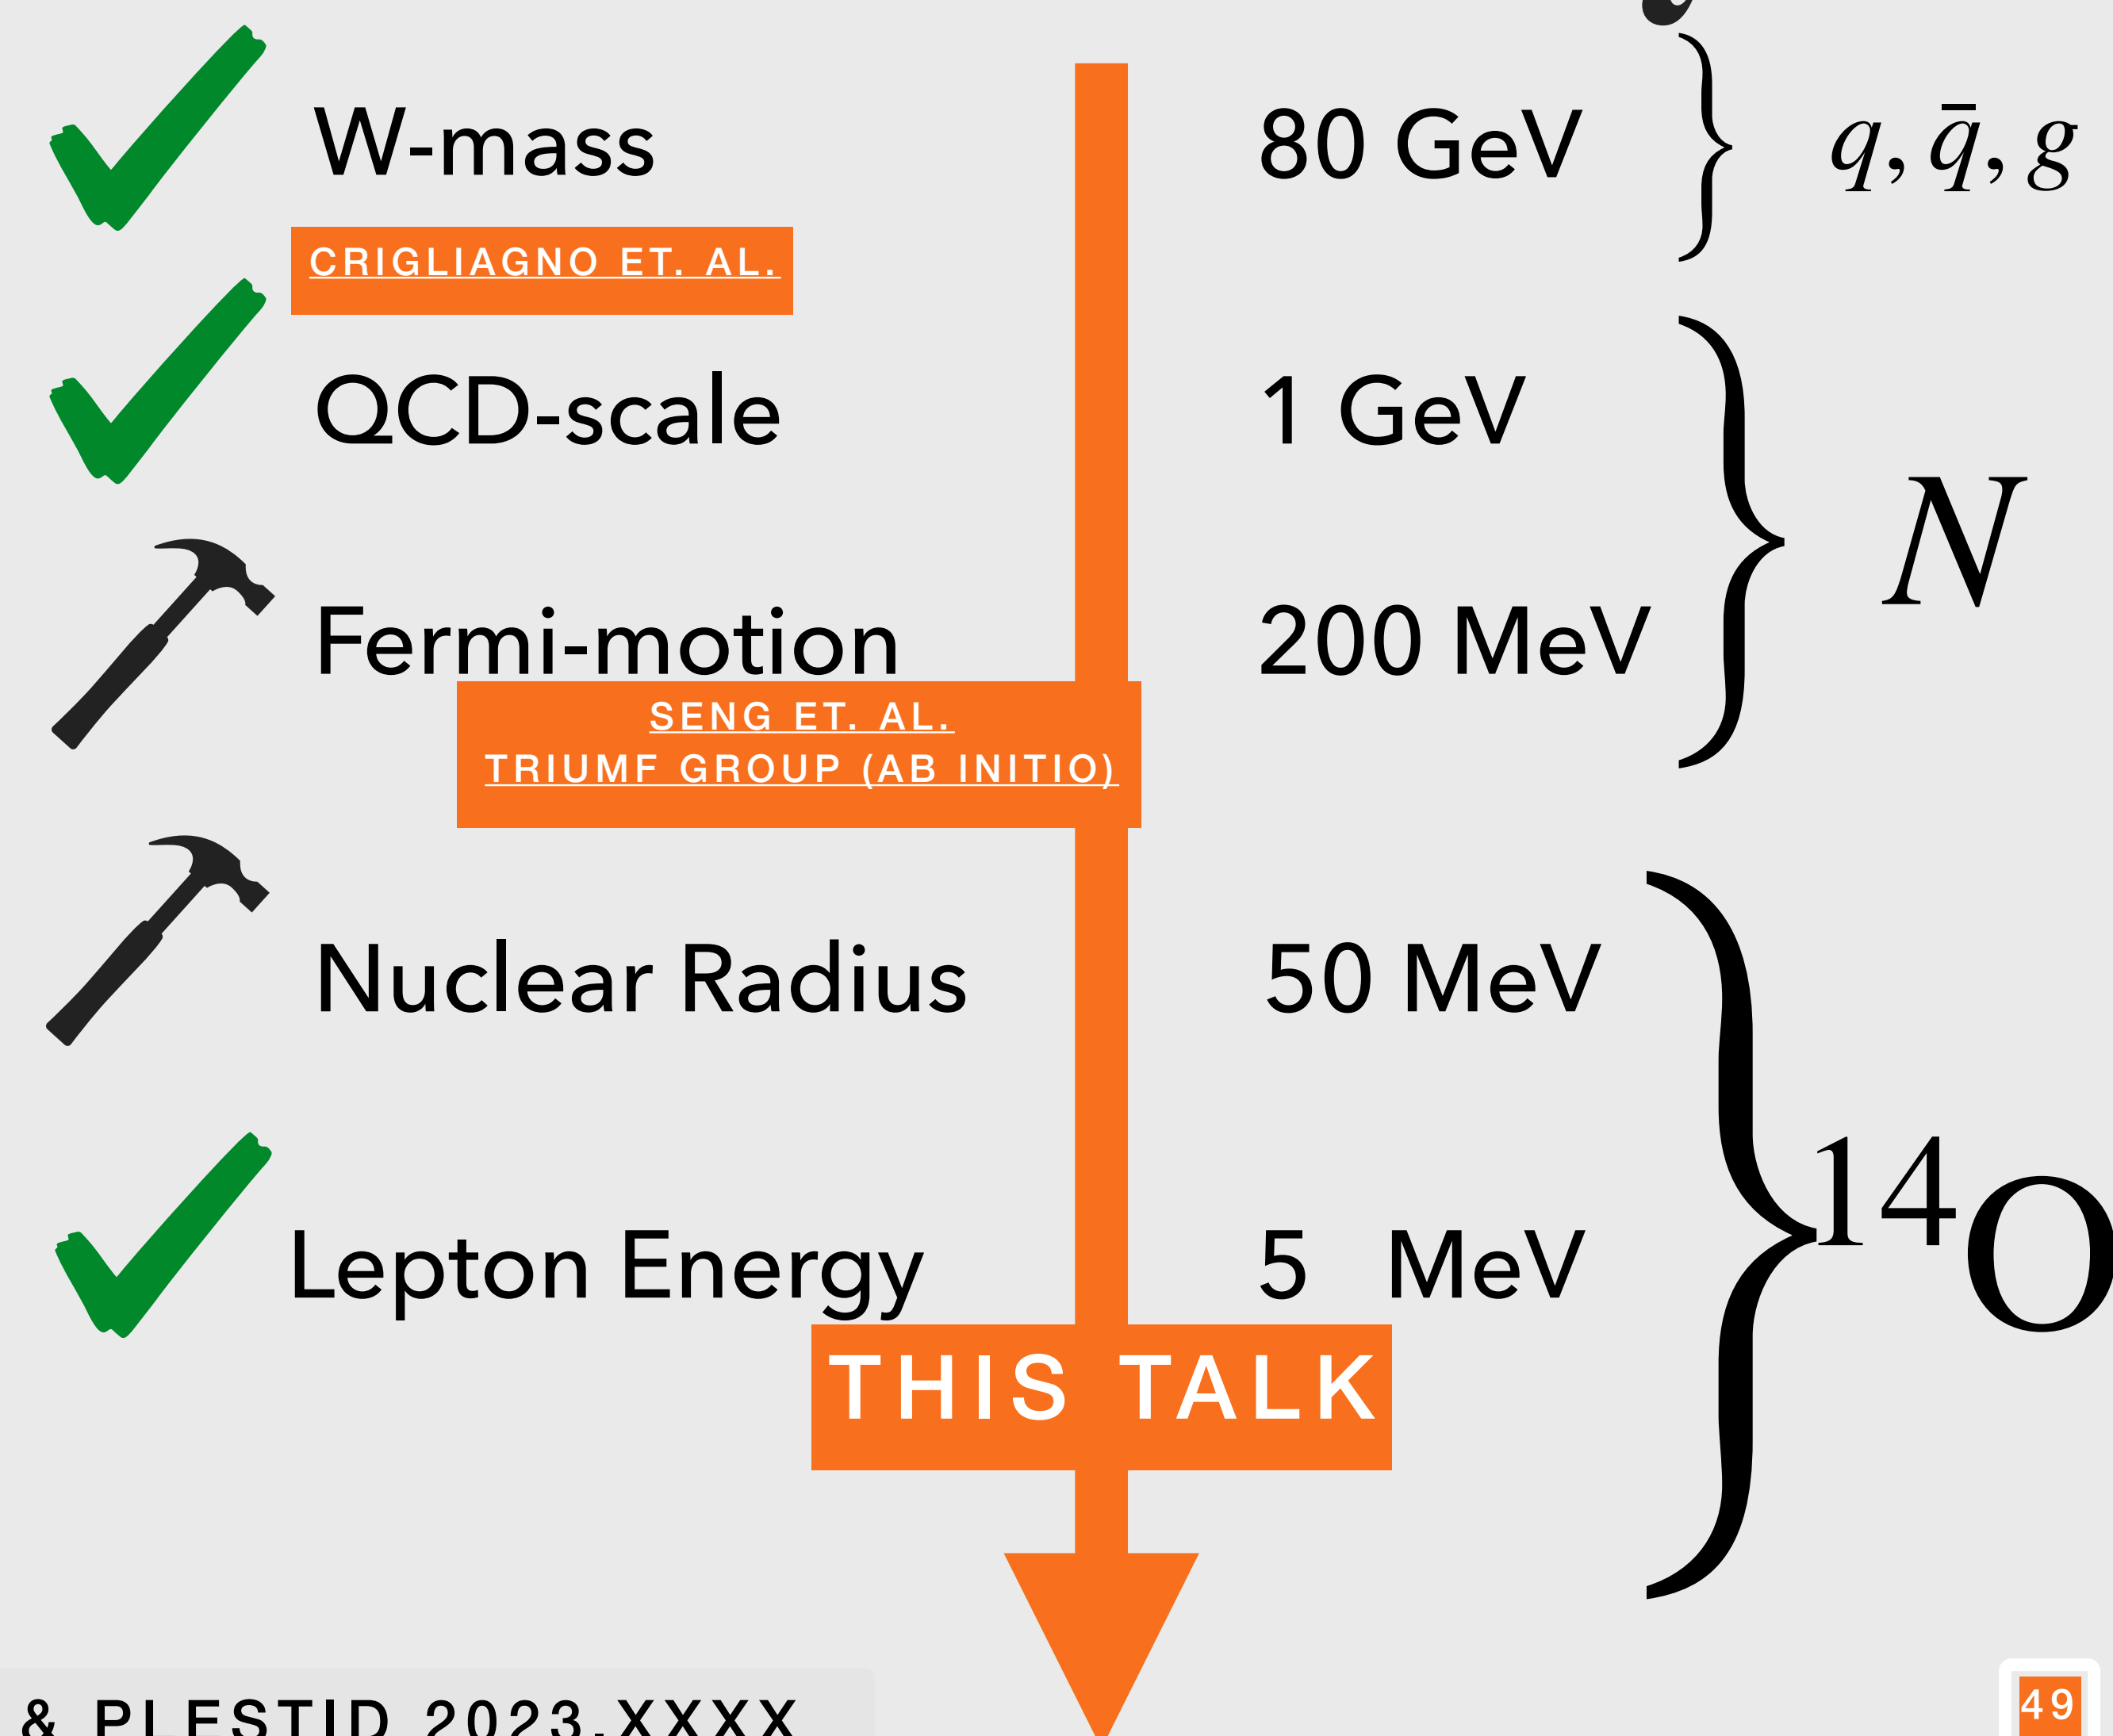 W-mass 80 GeV q, q̄, g
CRIGLIAGNO ET. AL.
QCD-scale 1 GeV
N
Fermi-motion 200 MeV
SENG ET. AL.
TRIUMF GROUP (AB INITIO)
Nuclear Radius 50 MeV
14O
Lepton Energy 5 MeV
THIS TALK
& PLESTID 2023.XXXX
49